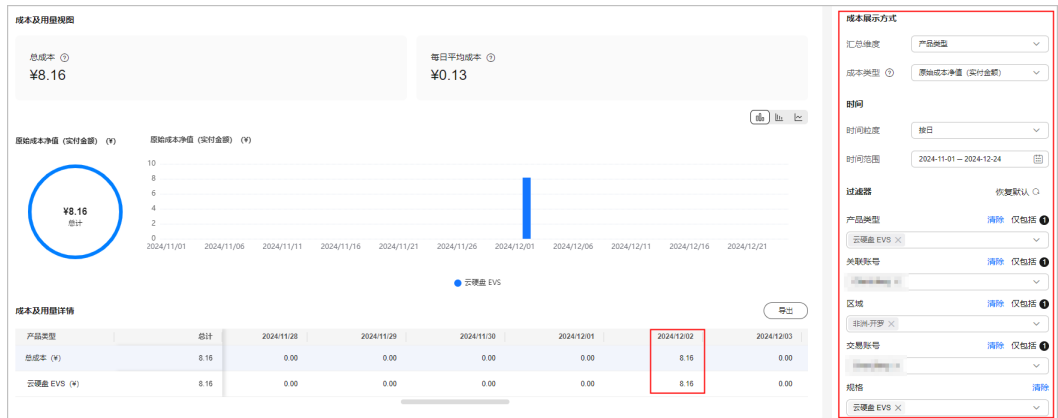 成本及用量视图
总成本 ?
¥8.16
每日平均成本 ?
¥0.13
原始成本净值（实付金额）（¥）
¥8.16
总计
原始成本净值（实付金额）（¥）
10
8
6
4
2
0
2024/11/01 2024/11/06 2024/11/11 2024/11/16 2024/11/21 2024/11/26 2024/12/01 2024/12/06 2024/12/11 2024/12/16 2024/12/21
云硬盘 EVS
成本及用量详情
导出
产品类型 总计 2024/11/28 2024/11/29 2024/11/30 2024/12/01 2024/12/02 2024/12/03
总成本（¥） 8.16 0.00 0.00 0.00 0.00 8.16 0.00
云硬盘 EVS（¥） 8.16 0.00 0.00 0.00 0.00 8.16 0.00
成本展示方式
汇总维度 产品类型
成本类型 ? 原始成本净值（实付金额）
时间
时间粒度 按日
时间范围 2024-11-01 – 2024-12-24
过滤器 恢复默认
产品类型 清除 仅包括 1
云硬盘 EVS ×
关联账号 清除 仅包括 1
区域 清除 仅包括 1
非洲-开罗 ×
交易账号 清除 仅包括 1
规格 清除
云硬盘 EVS ×